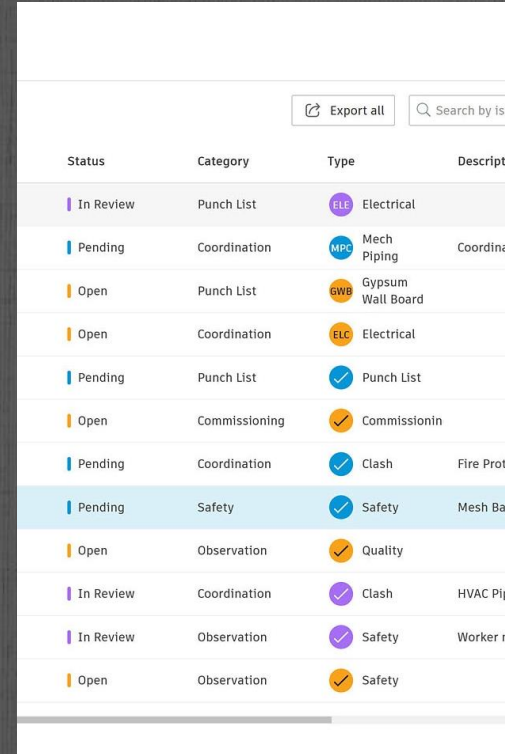 Export all
Search by is
Status Category Type Descript
In Review Punch List ELE Electrical
Pending Coordination MPC Mech Piping Coordina
Open Punch List GWB Gypsum Wall Board
Open Coordination ELC Electrical
Pending Punch List Punch List
Open Commissioning Commissionin
Pending Coordination Clash Fire Prot
Pending Safety Safety Mesh Ba
Open Observation Quality
In Review Coordination Clash HVAC Pi
In Review Observation Safety Worker
Open Observation Safety